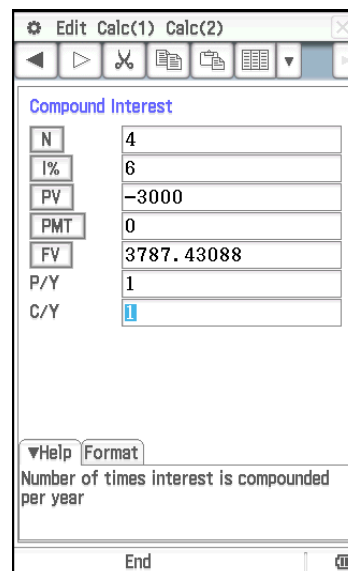 Edit Calc(1) Calc(2)
Compound Interest
N 4
I% 6
PV -3000
PMT 0
FV 3787.43088
P/Y 1
C/Y 1
▼Help Format
Number of times interest is compounded
per year
End